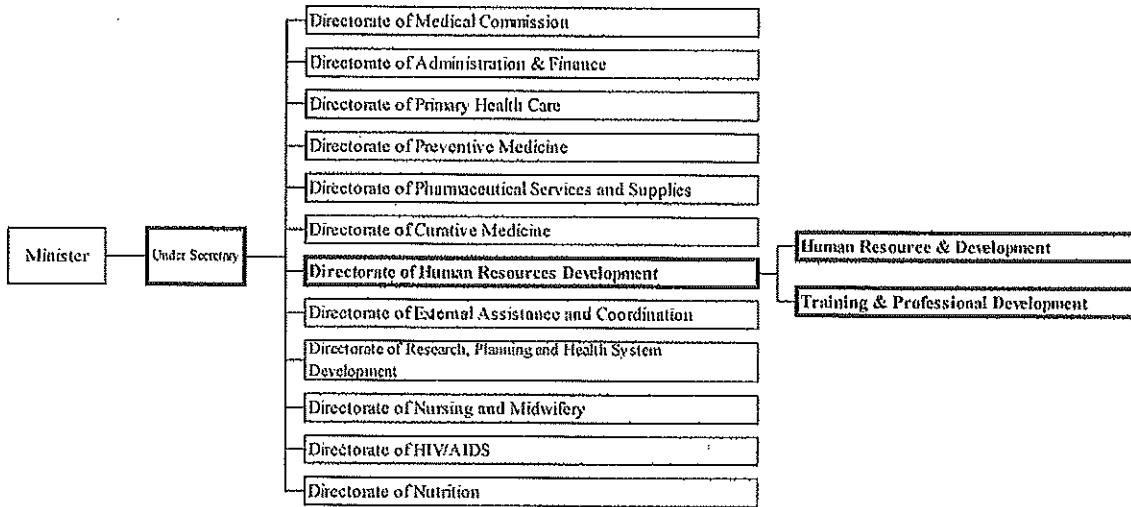 Directorate of Medical Commission
Directorate of Administration & Finance
Directorate of Primary Health Care
Directorate of Preventive Medicine
Directorate of Pharmaceutical Services and Supplies
Directorate of Curative Medicine
Minister
Under Secretary
Directorate of Human Resources Development
Human Resource & Development
Training & Professional Development
Directorate of External Assistance and Coordination
Directorate of Research, Planning and Health System
Development
Directorate of Nursing and Midwifery
Directorate of HIV/AIDS
Directorate of Nutrition